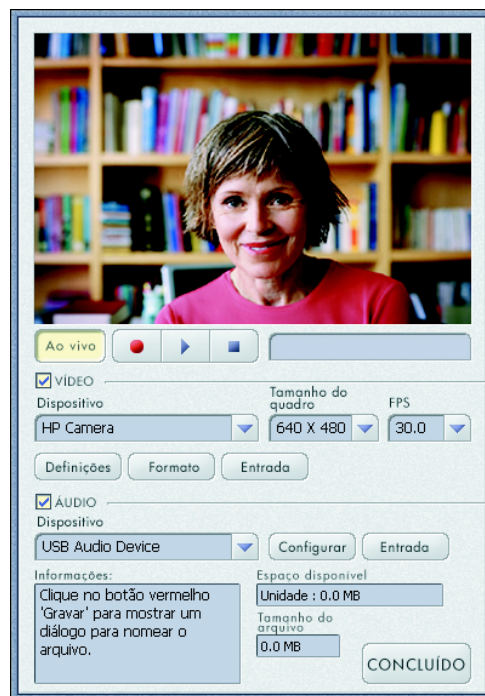 Ao vivo
VÍDEO
Dispositivo
Tamanho do
quadro
FPS
HP Camera
640 X 480
30.0
Definições
Formato
Entrada
ÁUDIO
Dispositivo
USB Audio Device
Configurar
Entrada
Informações:
Clique no botão vermelho
'Gravar' para mostrar um
diálogo para nomear o
arquivo.
Espaço disponível
Unidade : 0.0 MB
Tamanho do
arquivo
0.0 MB
CONCLUÍDO